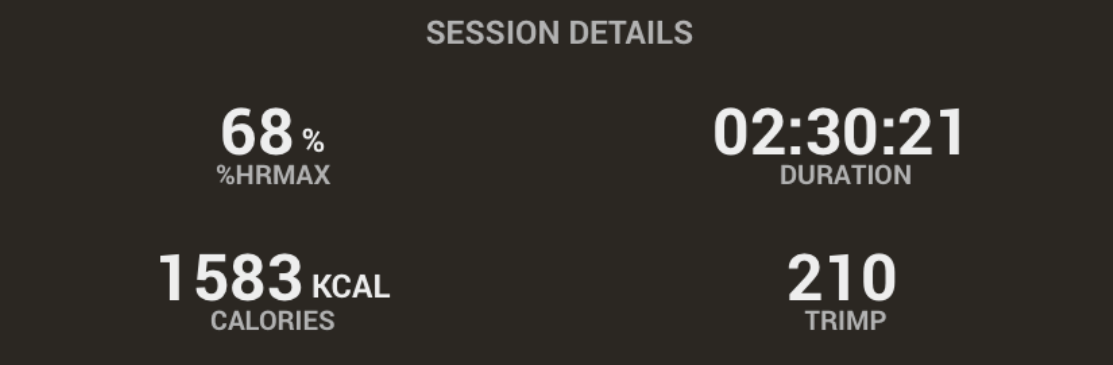 SESSION DETAILS
68 %
%HRMAX
02:30:21
DURATION
1583 KCAL
CALORIES
210
TRIMP